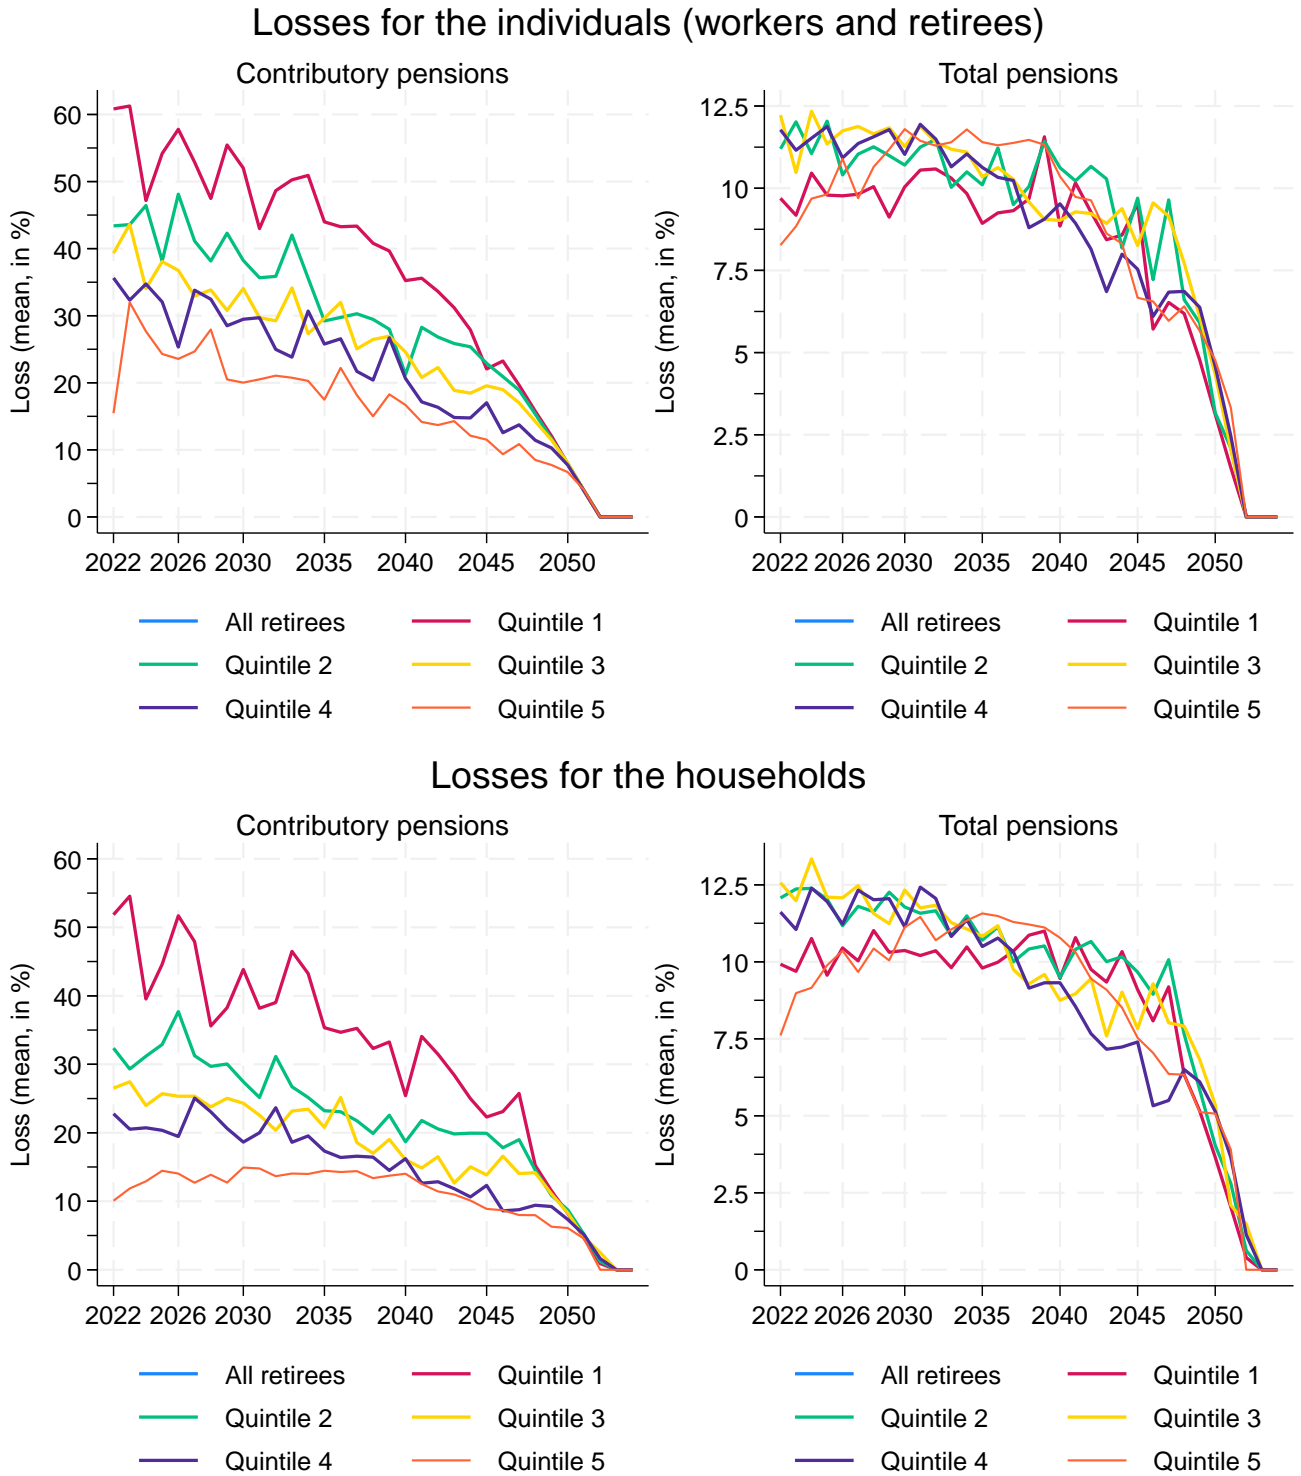 Losses for the individuals (workers and retirees)
Contributory pensions
Loss (mean, in %)
60
50
40
30
20
10
0
2022 2026 2030 2035 2040 2045 2050
All retirees Quintile 1
Quintile 2 Quintile 3
Quintile 4 Quintile 5
Total pensions
Loss (mean, in %)
12.5
10
7.5
5
2.5
0
2022 2026 2030 2035 2040 2045 2050
All retirees Quintile 1
Quintile 2 Quintile 3
Quintile 4 Quintile 5
Losses for the households
Contributory pensions
Loss (mean, in %)
60
50
40
30
20
10
0
2022 2026 2030 2035 2040 2045 2050
All retirees Quintile 1
Quintile 2 Quintile 3
Quintile 4 Quintile 5
Total pensions
Loss (mean, in %)
12.5
10
7.5
5
2.5
0
2022 2026 2030 2035 2040 2045 2050
All retirees Quintile 1
Quintile 2 Quintile 3
Quintile 4 Quintile 5